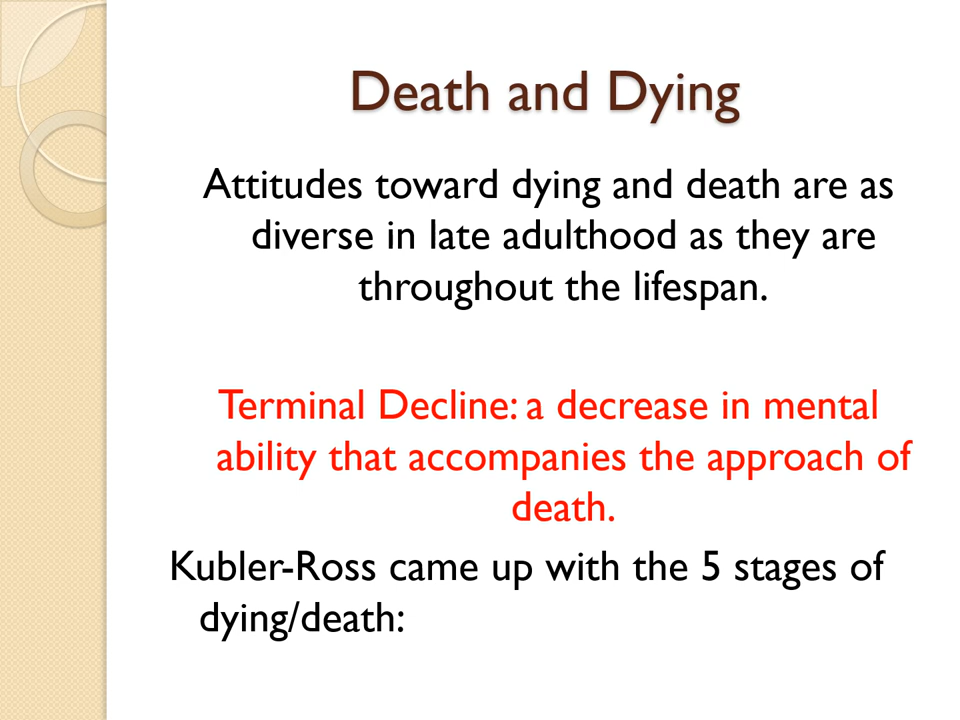 Death and Dying
Attitudes toward dying and death are as
diverse in late adulthood as they are
throughout the lifespan.
Terminal Decline: a decrease in mental
ability that accompanies the approach of
death.
Kubler-Ross came up with the 5 stages of
dying/death: